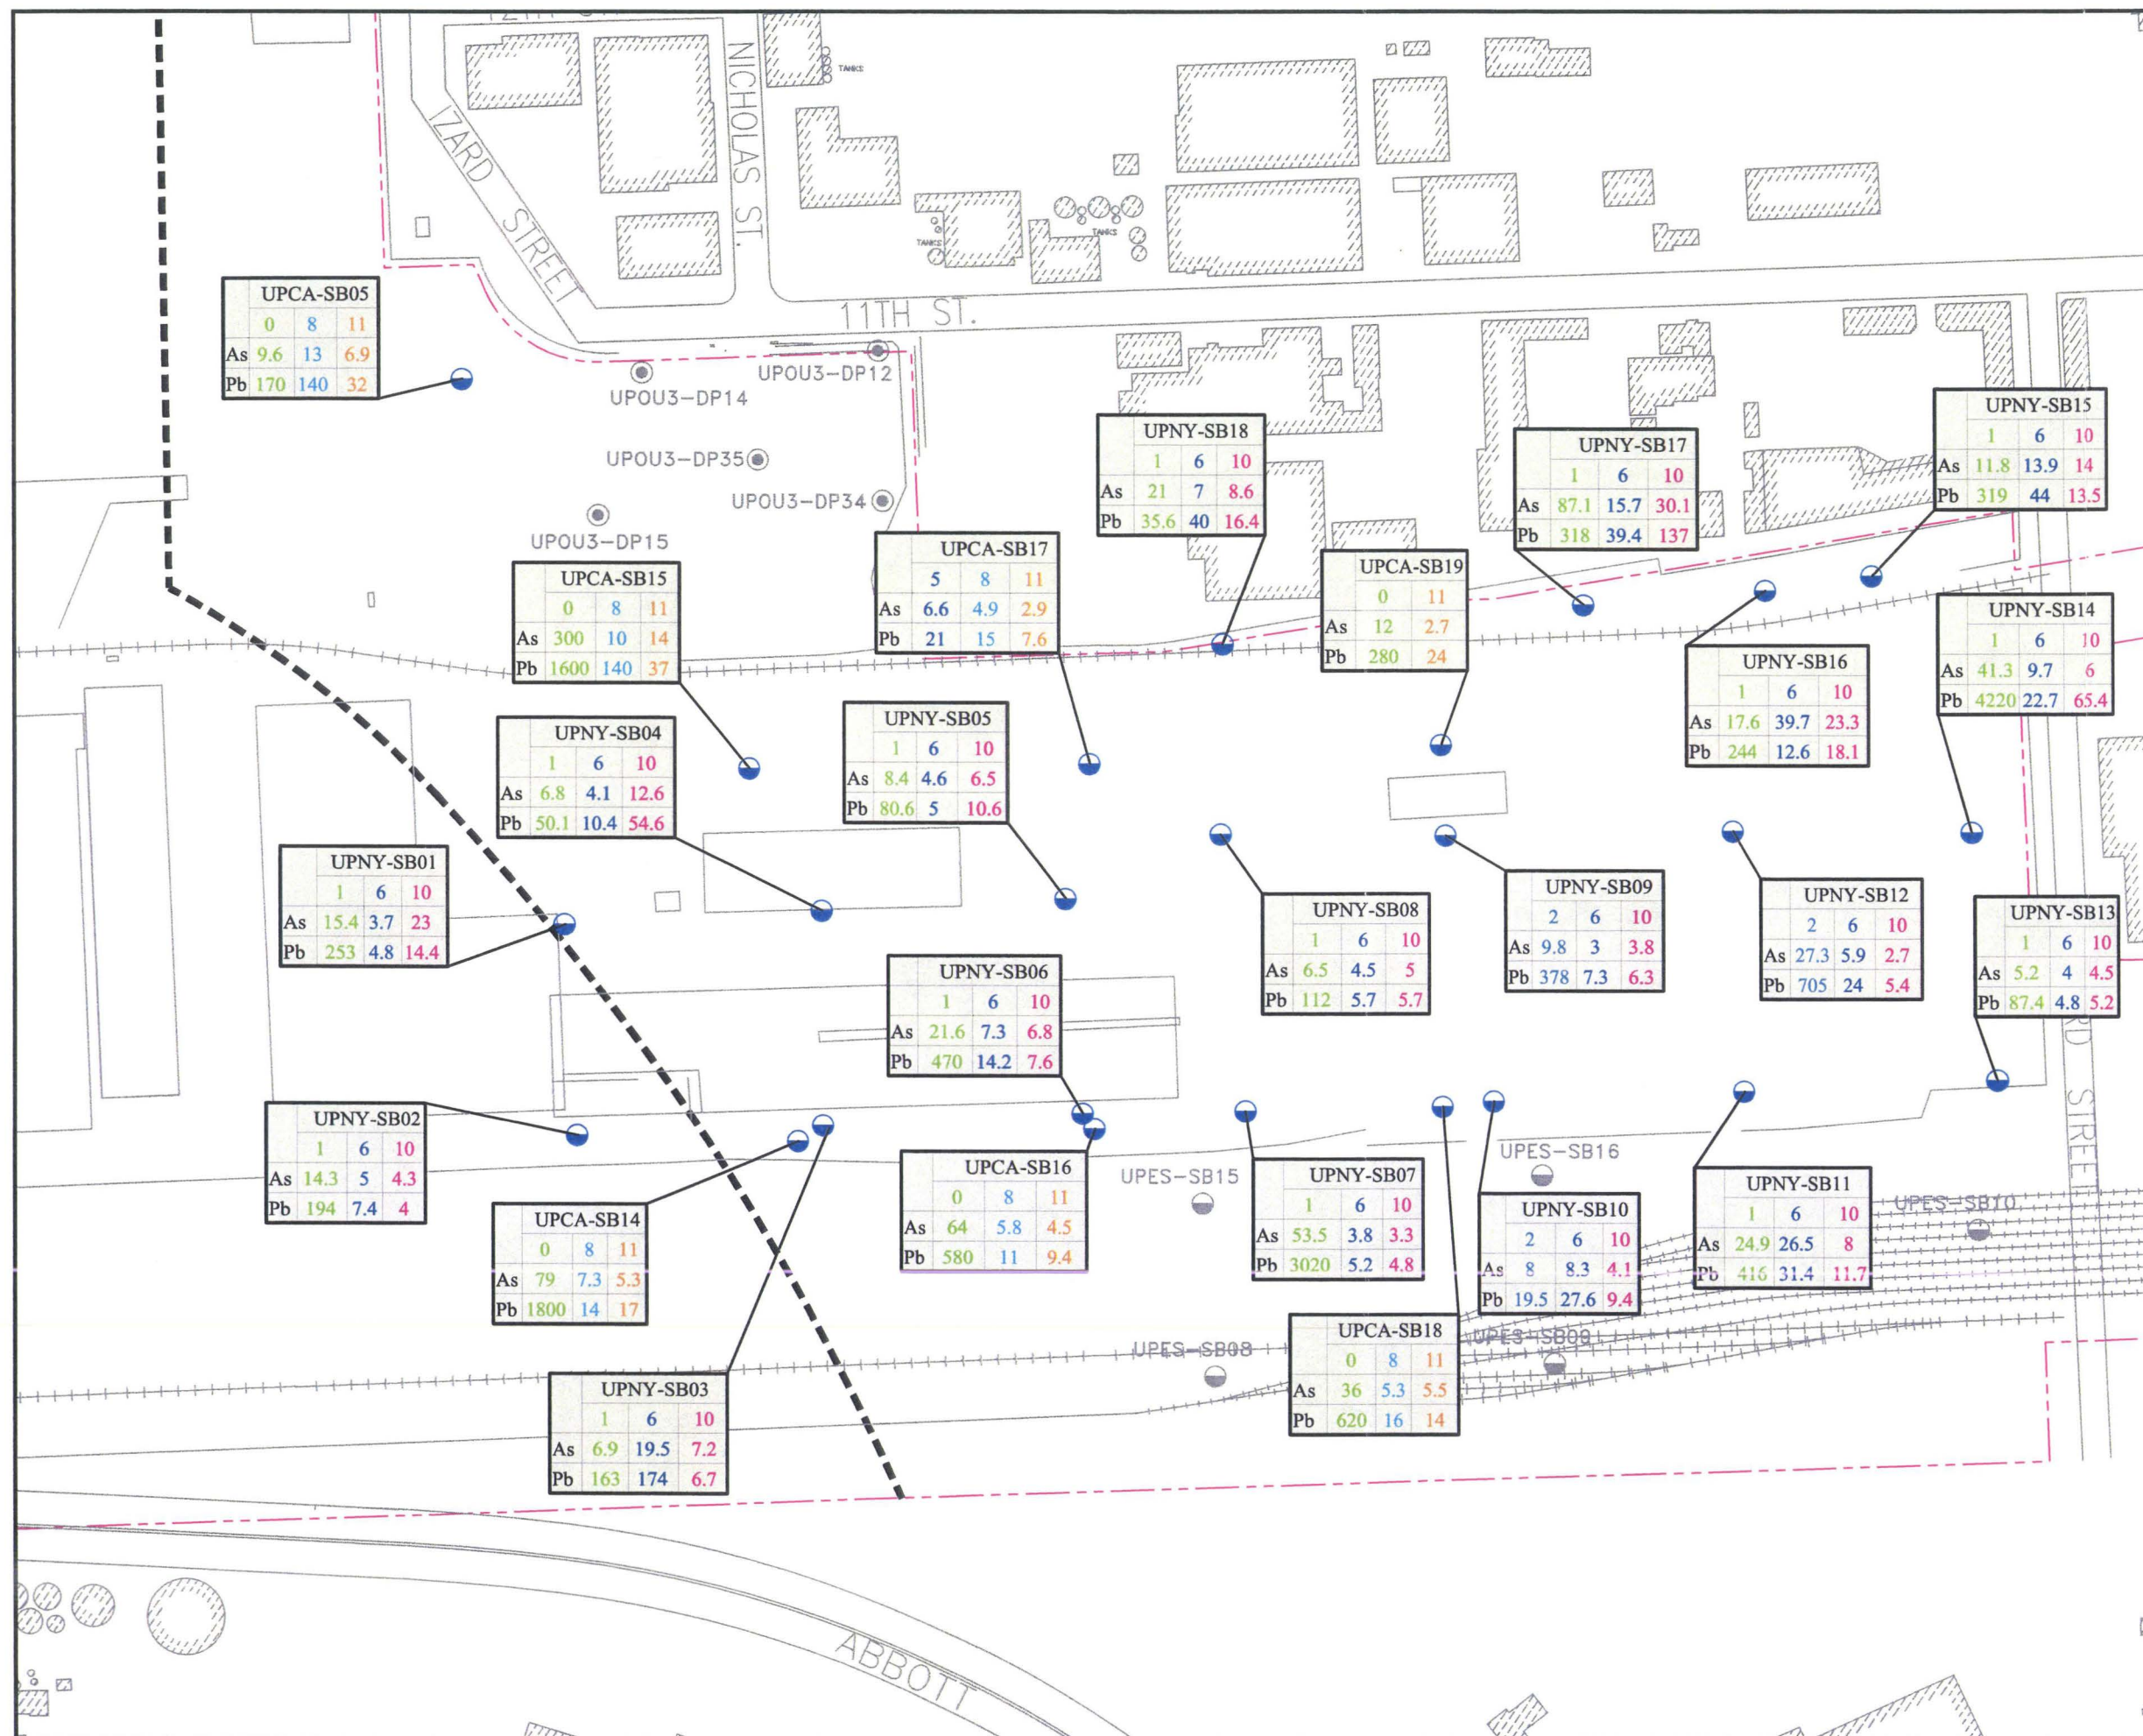 NICHOLAS ST.
IZARD STREET
TANKS
TANKS
TANKS
11TH ST.
UPCA-SB05
0 8 11
As 9.6 13 6.9
Pb 170 140 32
UPOU3-DP12
UPOU3-DP14
UPOU3-DP35
UPOU3-DP34
UPOU3-DP15
UPNY-SB18
1 6 10
As 21 7 8.6
Pb 35.6 40 16.4
UPNY-SB17
1 6 10
As 87.1 15.7 30.1
Pb 318 39.4 137
UPNY-SB15
1 6 10
As 11.8 13.9 14
Pb 319 44 13.5
UPCA-SB15
0 8 11
As 300 10 14
Pb 1600 140 37
UPCA-SB17
5 8 11
As 6.6 4.9 2.9
Pb 21 15 7.6
UPCA-SB19
0 11
As 12 2.7
Pb 280 24
UPNY-SB14
1 6 10
As 41.3 9.7 6
Pb 4220 22.7 65.4
UPNY-SB16
1 6 10
As 17.6 39.7 23.3
Pb 244 12.6 18.1
UPNY-SB04
1 6 10
As 6.8 4.1 12.6
Pb 50.1 10.4 54.6
UPNY-SB05
1 6 10
As 8.4 4.6 6.5
Pb 80.6 5 10.6
UPNY-SB01
1 6 10
As 15.4 3.7 23
Pb 253 4.8 14.4
UPNY-SB08
1 6 10
As 6.5 4.5 5
Pb 112 5.7 5.7
UPNY-SB09
2 6 10
As 9.8 3 3.8
Pb 378 7.3 6.3
UPNY-SB12
2 6 10
As 27.3 5.9 2.7
Pb 705 24 5.4
UPNY-SB13
1 6 10
As 5.2 4 4.5
Pb 87.4 4.8 5.2
UPNY-SB06
1 6 10
As 21.6 7.3 6.8
Pb 470 14.2 7.6
RD STREET
UPNY-SB02
1 6 10
As 14.3 5 4.3
Pb 194 7.4 4
UPCA-SB14
0 8 11
As 79 7.3 5.3
Pb 1800 14 17
UPCA-SB16
0 8 11
As 64 5.8 4.5
Pb 580 11 9.4
UPES-SB15
UPNY-SB07
1 6 10
As 53.5 3.8 3.3
Pb 3020 5.2 4.8
UPES-SB16
UPNY-SB10
2 6 10
As 8 8.3 4.1
Pb 19.5 27.6 9.4
UPNY-SB11
1 6 10
As 24.9 26.5 8
Pb 416 31.4 11.7
UPES-SB10
UPES-SB08
UPCA-SB18
0 8 11
As 36 5.3 5.5
Pb 620 16 14
UPES-SB09
UPNY-SB03
1 6 10
As 6.9 19.5 7.2
Pb 163 174 6.7
ABBOTT